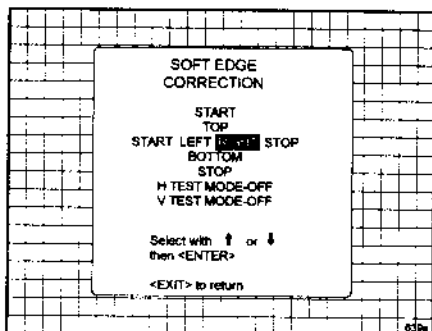 SOFT EDGE
CORRECTION
START
TOP
START LEFT RIGHT STOP
BOTTOM
STOP
H TEST MODE-OFF
V TEST MODE-OFF
Select with ↑ or ↓
then <ENTER>
<EXIT> to return